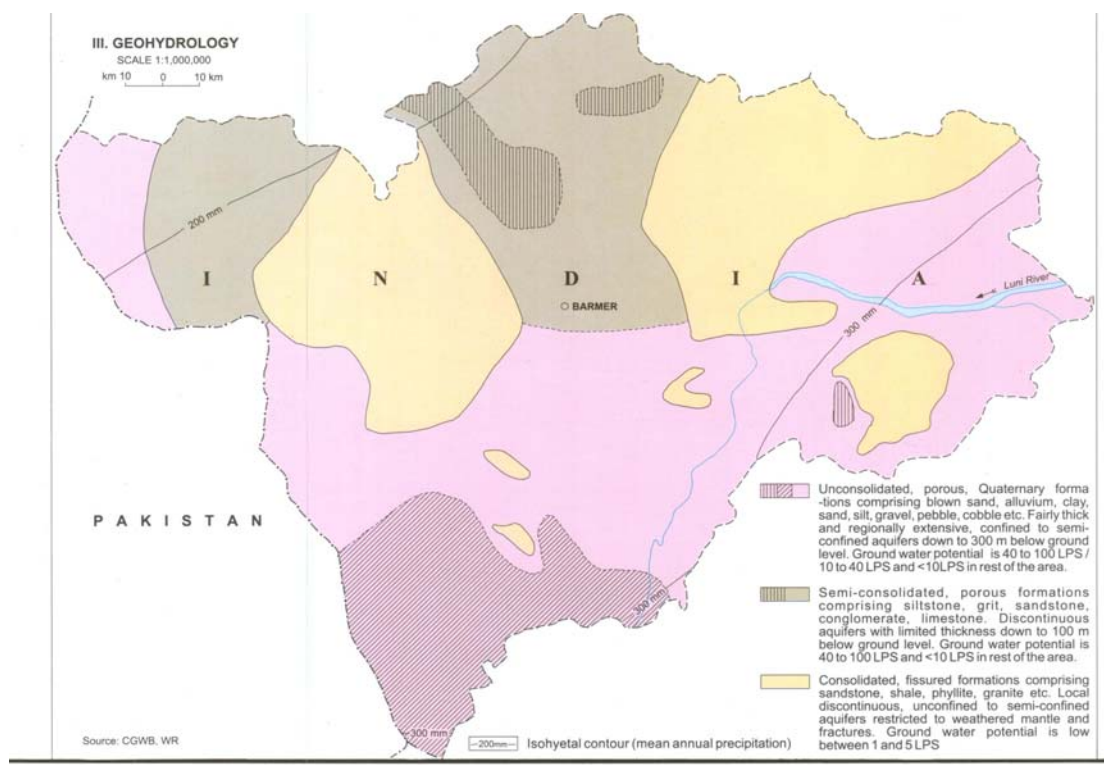 III. GEOHYDROLOGY
SCALE 1:1,000,000
km 10 0 10 km
200 mm
I N D I A
BARMER
Luni River
300 mm
PAKISTAN
300 mm
300 mm
Unconsolidated, porous, Quaternary forma
-tions comprising blown sand, alluvium, clay,
sand, silt, gravel, pebble, cobble etc. Fairly thick
and regionally extensive, confined to semi-
confined aquifers down to 300 m below ground
level. Ground water potential is 40 to 100 LPS /
10 to 40 LPS and <10LPS in rest of the area.
Semi-consolidated, porous formations
comprising siltstone, grit, sandstone,
conglomerate, limestone. Discontinuous
aquifers with limited thickness down to 100 m
below ground level. Ground water potential is
40 to 100 LPS and <10 LPS in rest of the area.
Consolidated, fissured formations comprising
sandstone, shale, phyllite, granite etc. Local
discontinuous, unconfined to semi-confined
aquifers restricted to weathered mantle and
fractures. Ground water potential is low
between 1 and 5 LPS
Source: CGWB, WR
200mm Isohyetal contour (mean annual precipitation)